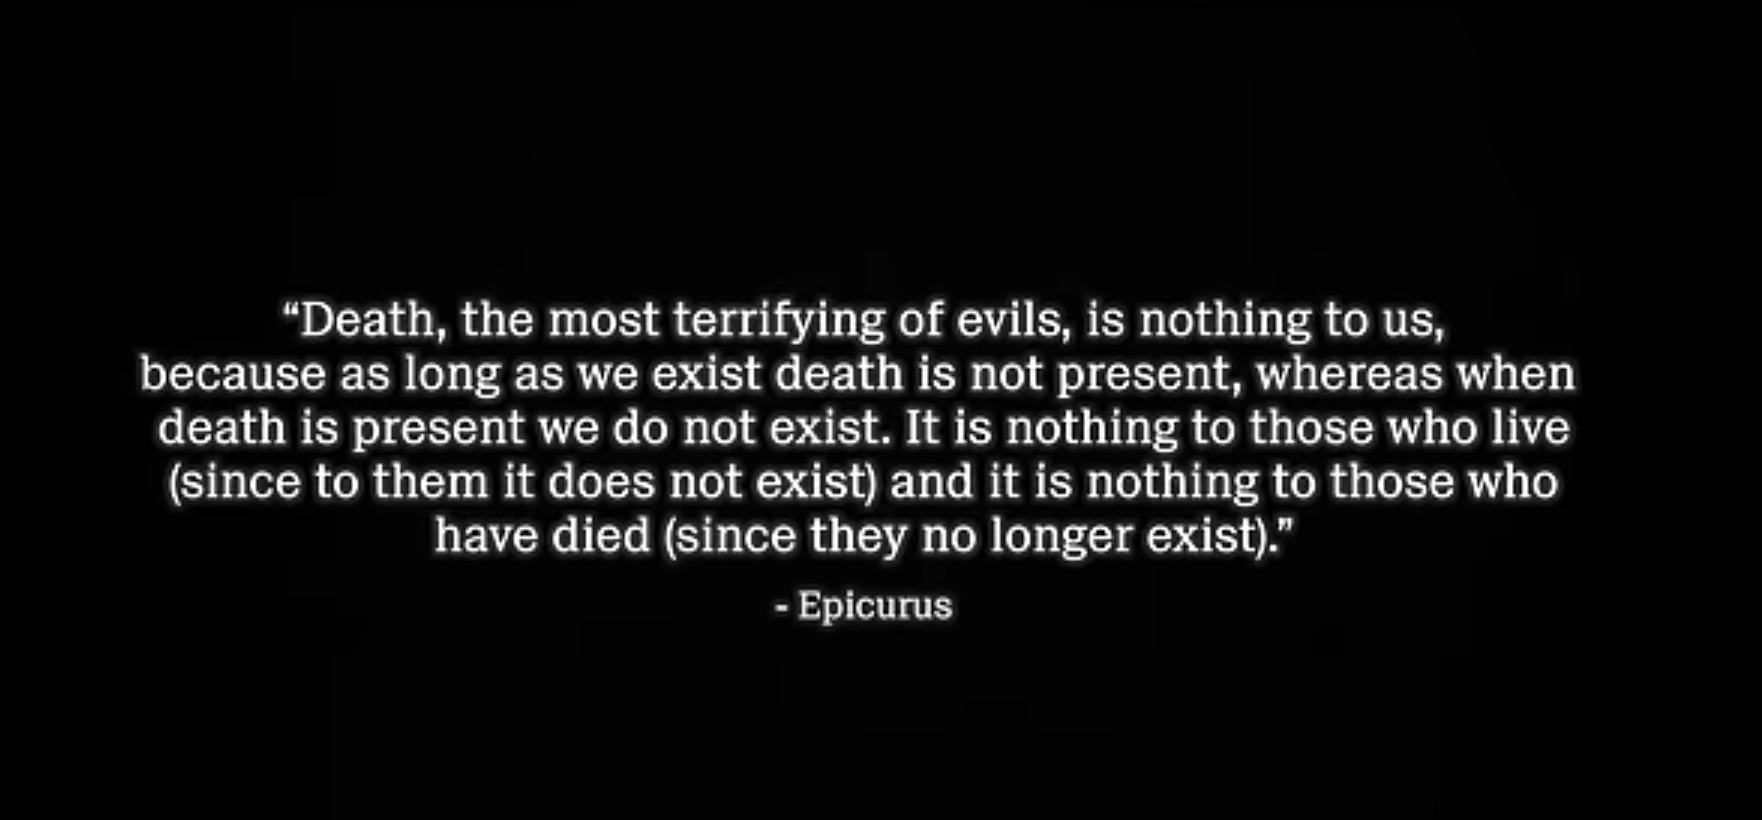 “Death, the most terrifying of evils, is nothing to us,
because as long as we exist death is not present, whereas when
death is present we do not exist. It is nothing to those who live
(since to them it does not exist) and it is nothing to those who
have died (since they no longer exist).”
- Epicurus